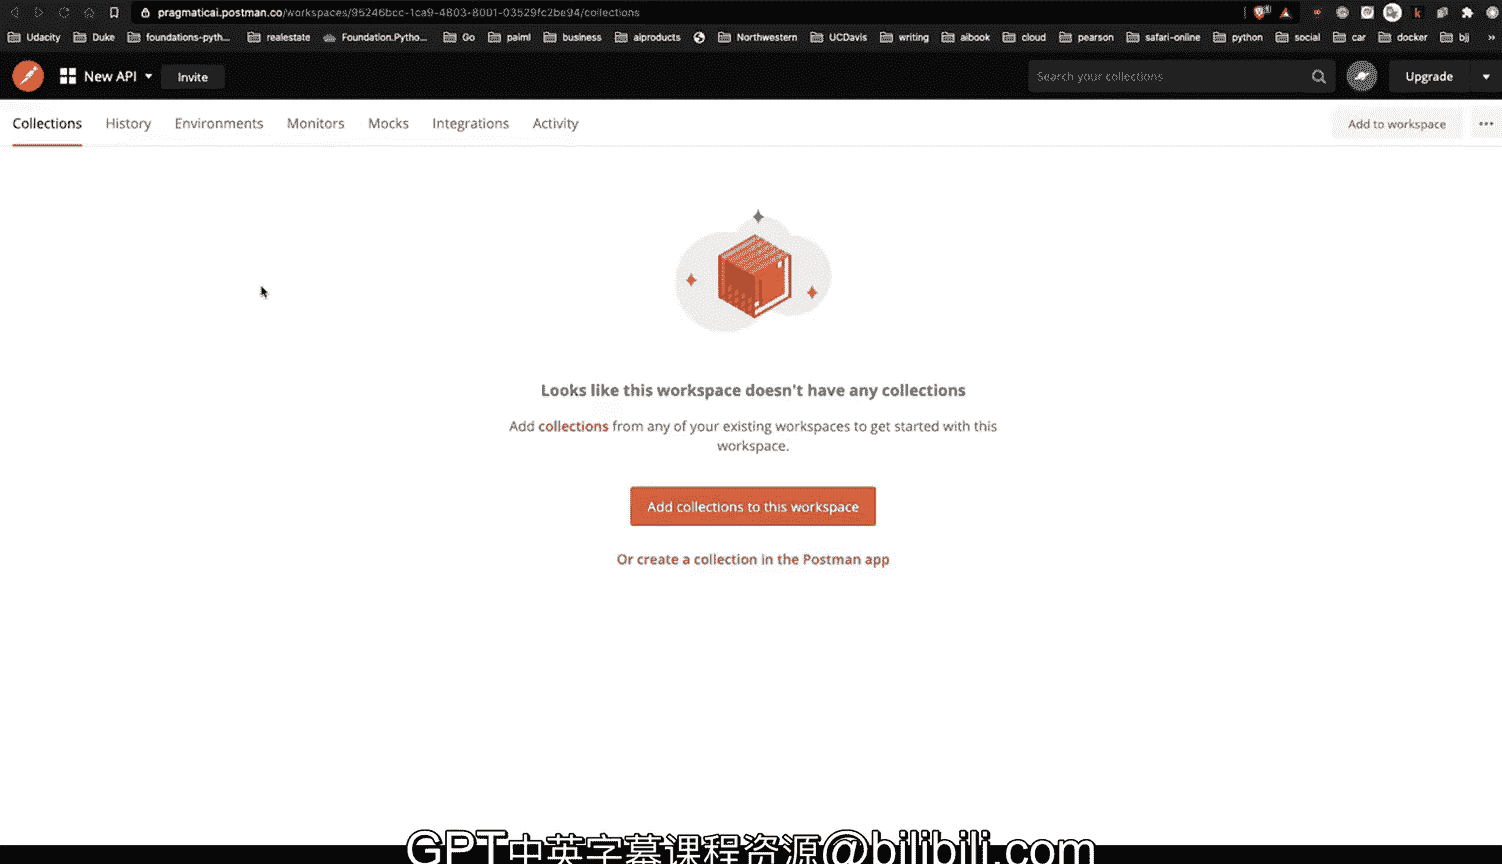 pragmaticai.postman.co/workspaces/95246bcc-1ca9-4803-8001-03529fc2be94/collections
Udacity Duke foundations-pyth... realestate Foundation.Pytho... Go paiml business aiproducts Northwestern UCDavis writing aibook cloud pearson safari-online python social car docker bjj »
New API Invite Search your collections Upgrade
Collections History Environments Monitors Mocks Integrations Activity Add to workspace
Looks like this workspace doesn't have any collections
Add collections from any of your existing workspaces to get started with this
workspace.
Add collections to this workspace
Or create a collection in the Postman app
GPT中英字幕课程资源@bilibili.com